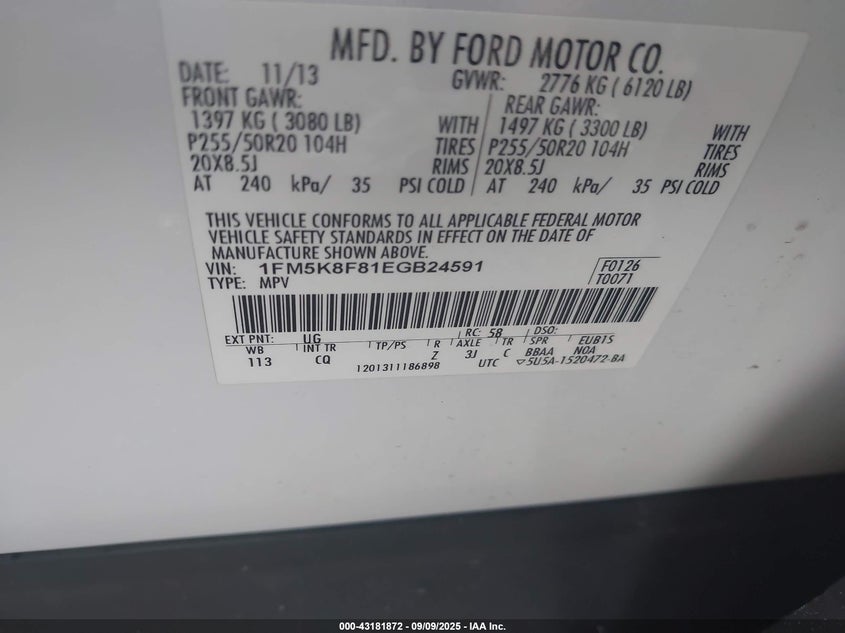 MFD. BY FORD MOTOR CO.
DATE: 11/13 GVWR: 2776 KG ( 6120 LB)
FRONT GAWR: REAR GAWR:
1397 KG ( 3080 LB) WITH 1497 KG ( 3300 LB) WITH
P255/50R20 104H TIRES P255/50R20 104H TIRES
20X8.5J RIMS 20X8.5J RIMS
AT 240 kPa/ 35 PSI COLD AT 240 kPa/ 35 PSI COLD
THIS VEHICLE CONFORMS TO ALL APPLICABLE FEDERAL MOTOR
VEHICLE SAFETY STANDARDS IN EFFECT ON THE DATE OF
MANUFACTURE SHOWN ABOVE.
VIN: 1FM5K8F81EGB24591 F0126
TYPE: MPV T0071
EXT PNT: UG RC: 58 DSO:
WB INT TR TP/PS R AXLE TR SPR EUB1S
113 CQ Z 3J C BBAA NOA
1201311186898 UTC ▽5U5A-1520472-BA
000-43181872 - 09/09/2025 - IAA Inc.